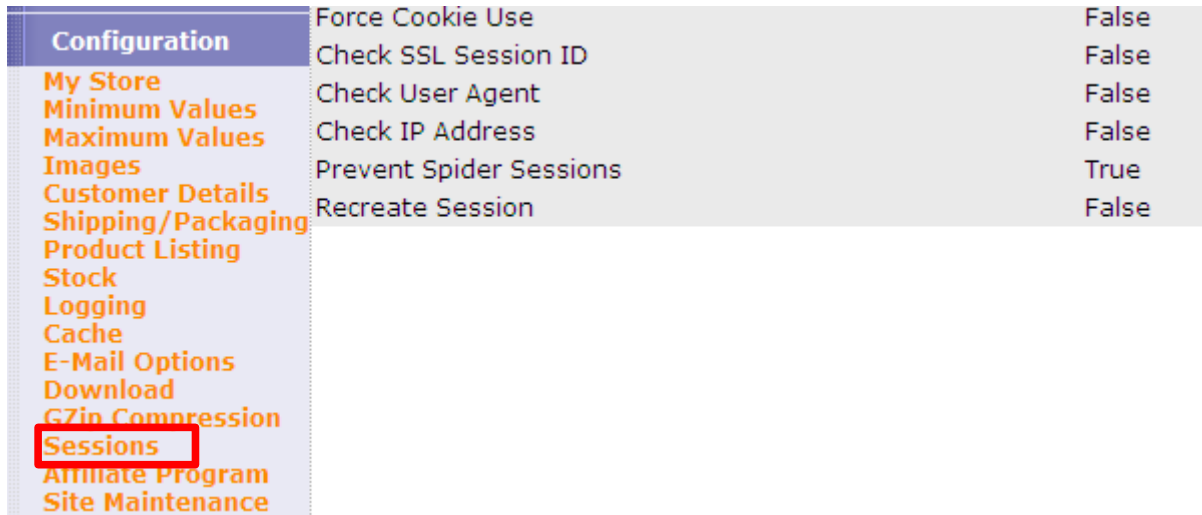 Configuration
My Store
Minimum Values
Maximum Values
Images
Customer Details
Shipping/Packaging
Product Listing
Stock
Logging
Cache
E-Mail Options
Download
GZip Compression
Sessions
Affiliate Program
Site Maintenance
Force Cookie Use False
Check SSL Session ID False
Check User Agent False
Check IP Address False
Prevent Spider Sessions True
Recreate Session False